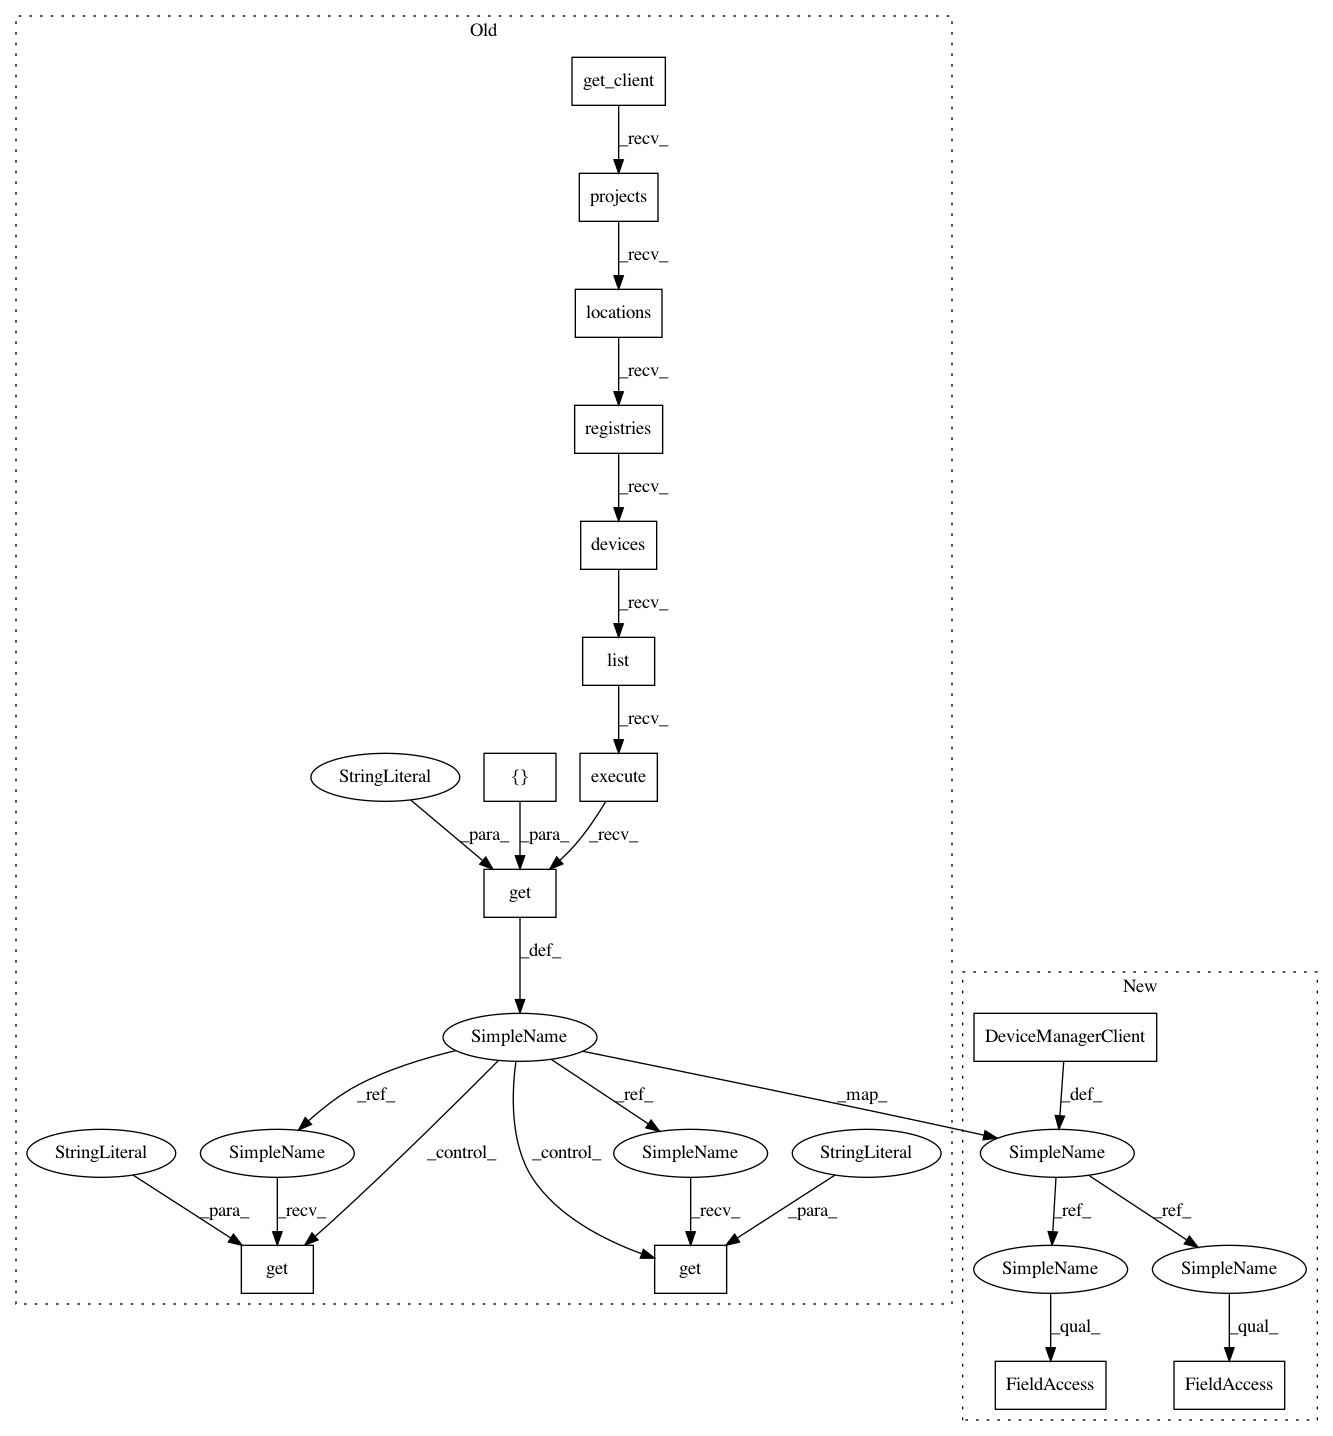 Old
get_client
_recv_
projects
_recv_
locations
_recv_
registries
_recv_
devices
_recv_
list
_recv_
StringLiteral
{}
execute
_para_
_para_
_recv_
get
_def_
New
SimpleName
DeviceManagerClient
_ref_
_ref_
_map_
_def_
_control_
_control_
StringLiteral
SimpleName
SimpleName
StringLiteral
SimpleName
_para_
_recv_
_recv_
_para_
_ref_
_ref_
get
get
SimpleName
SimpleName
_qual_
_qual_
FieldAccess
FieldAccess